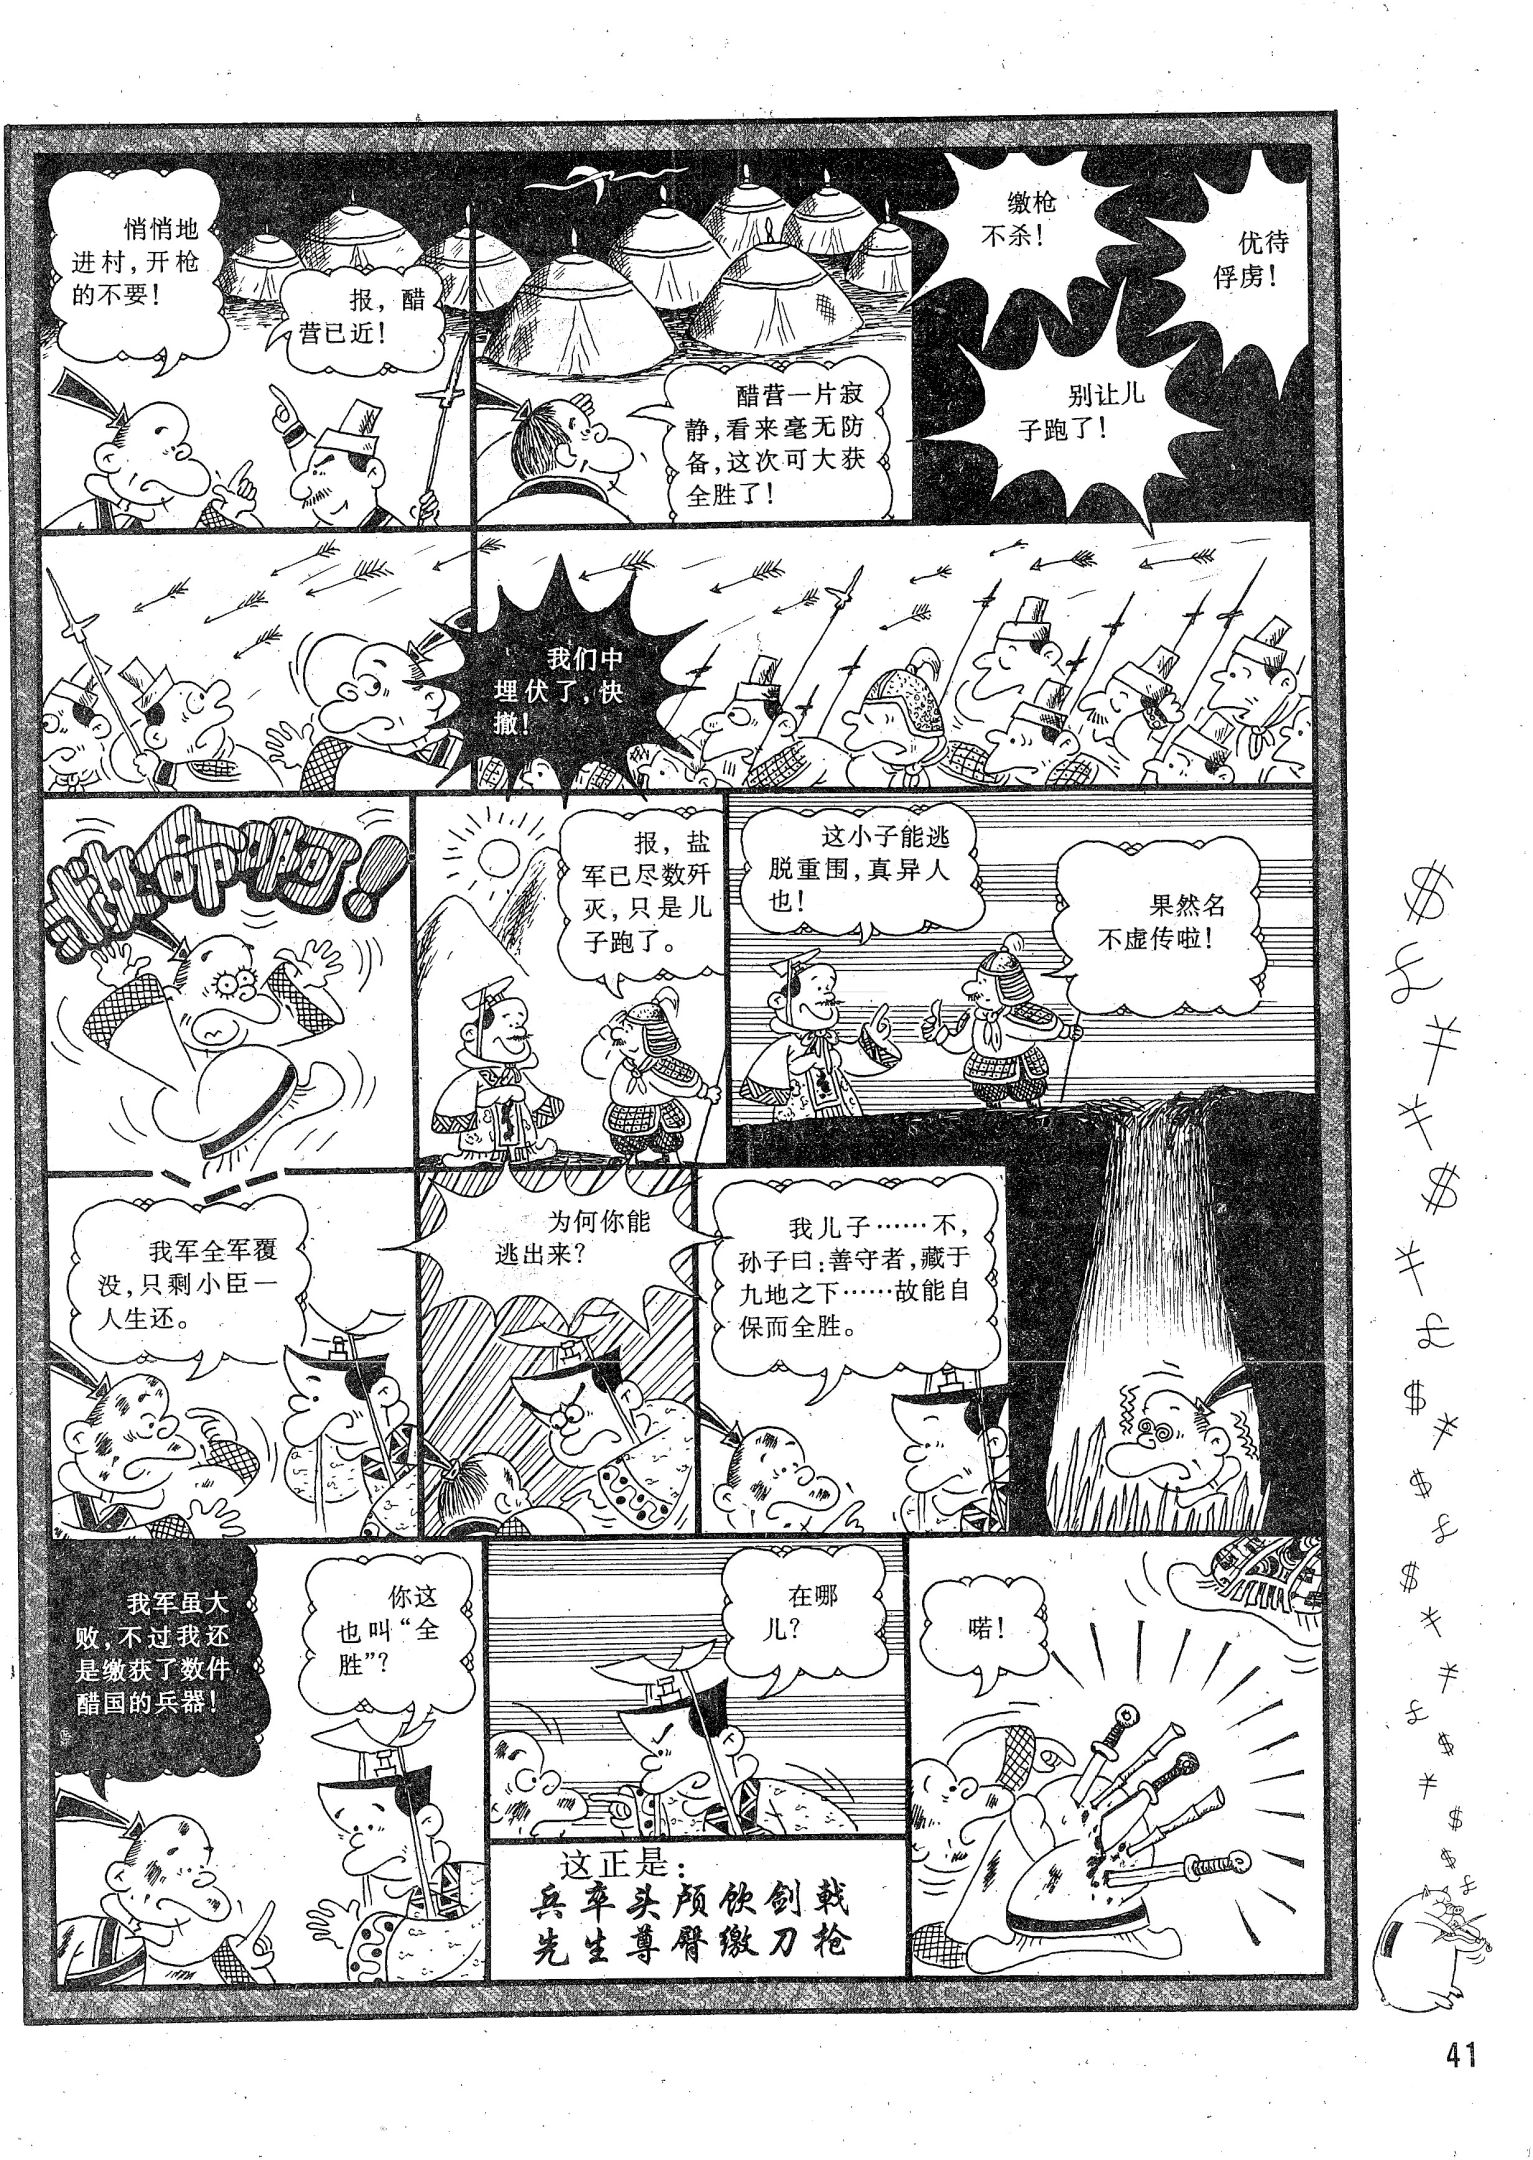 悄悄地
进村，开枪
的不要！
报，醋
营已近！
醋营一片寂
静，看来毫无防
备，这次可大获
全胜了！
缴枪
不杀！
优待
俘虏！
别让儿
子跑了！
我们中
埋伏了，快
撤！
救命啊！
报，盐
军已尽数歼
灭，只是儿
子跑了。
这小子能逃
脱重围，真异人
也！
果然名
不虚传啦！
我军全军覆
没，只剩小臣一
人生还。
为何你能
逃出来？
我儿子……不，
孙子曰：善守者，藏于
九地之下……故能自
保而全胜。
我军虽大
败，不过我还
是缴获了数件
醋国的兵器！
你这
也叫“全
胜”？
在哪
儿？
喏！
这正是：
兵卒头颅饮剑戟
先生尊臀缴刀枪
$
£
¥
¥
$
¥
£
$
¥
$
£
$
¥
¥
£
$
¥
$
$
£
41